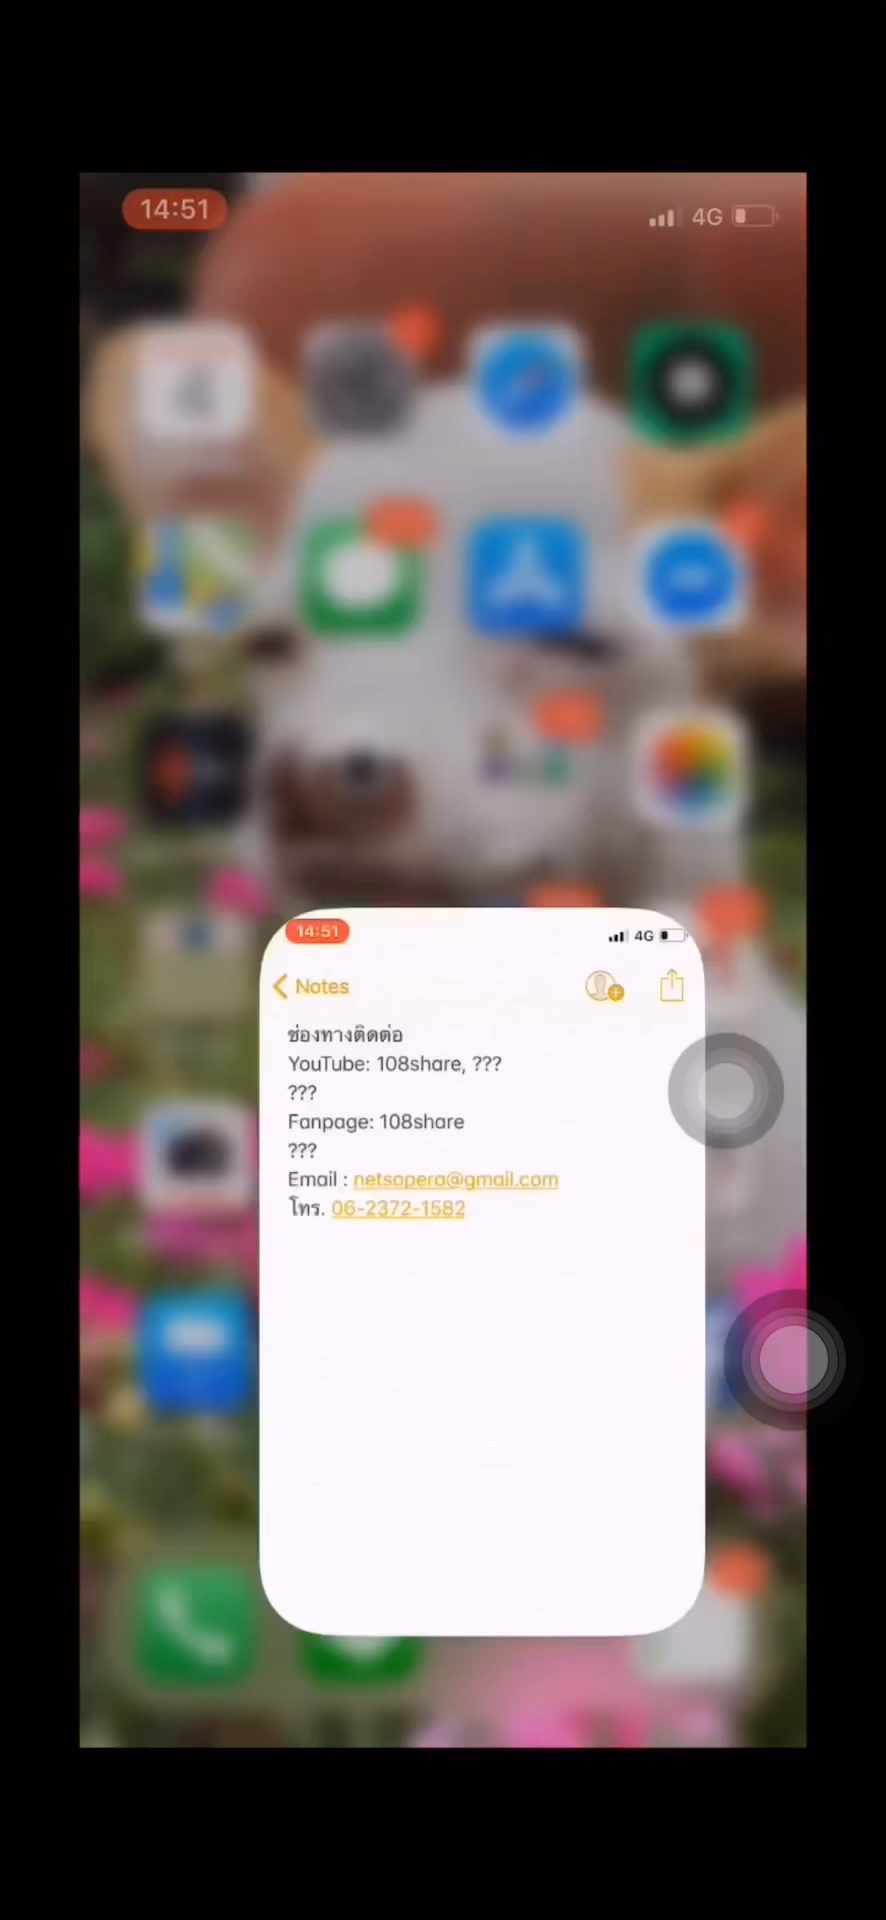 14:51
4G
4
14:51
4G
Notes
ช่องทางติดต่อ
YouTube: 108share, ???
???
Fanpage: 108share
???
Email : netsopera@gmail.com
โทร. 06-2372-1582